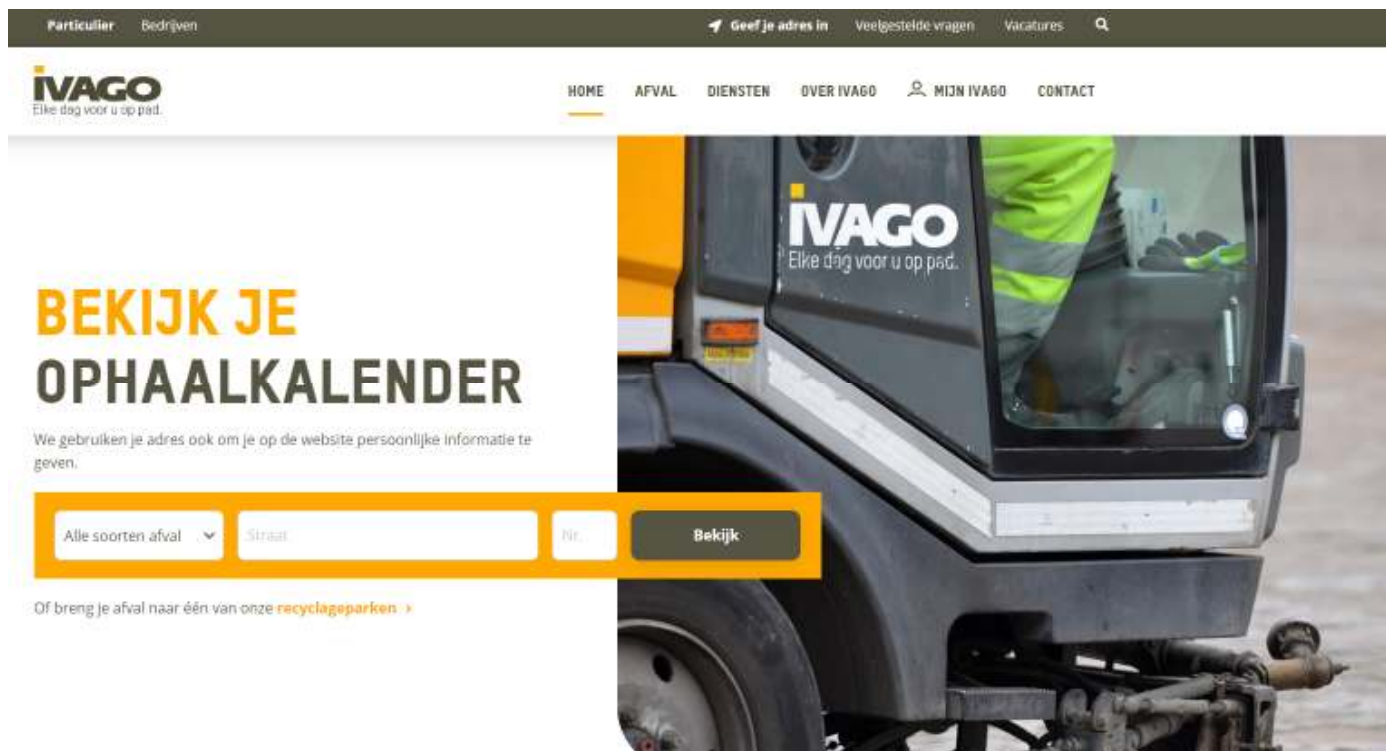 Particulier Bedrijven Geef je adres in Veelgestelde vragen Vacatures
iVAGO
Elke dag voor u op pad.
HOME AFVAL DIENSTEN OVER IVAGO MIJN IVAGO CONTACT
iVAGO
Elke dag voor u op pad.
BEKIJK JE
OPHAALKALENDER
We gebruiken je adres ook om je op de website persoonlijke informatie te
geven.
Alle soorten afval Straat Nr. Bekijk
Of breng je afval naar één van onze recyclageparken